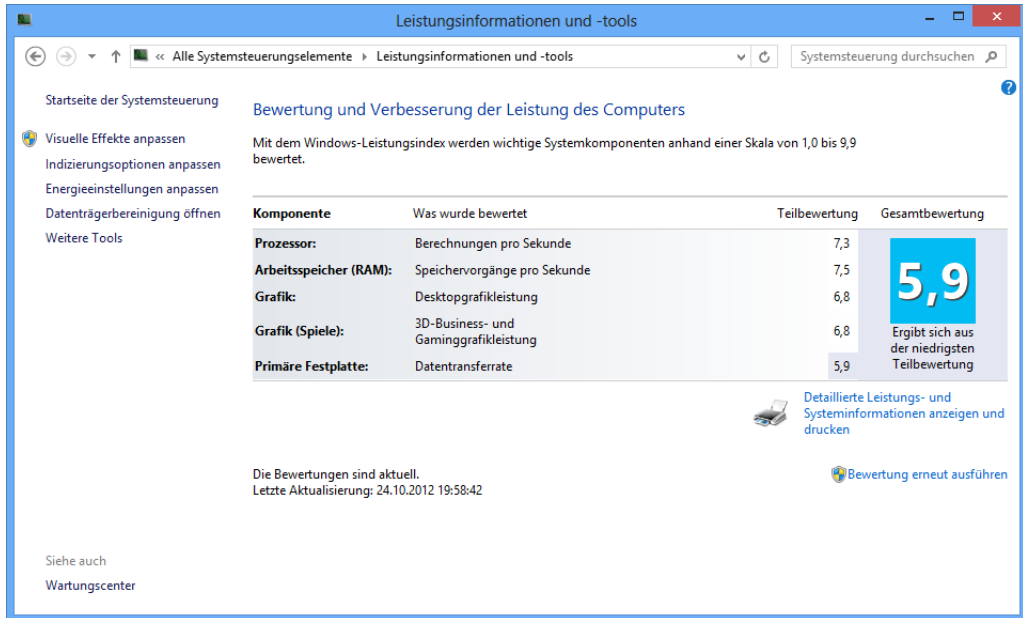 Leistungsinformationen und -tools
« Alle Systemsteuerungselemente Leistungsinformationen und -tools
Systemsteuerung durchsuchen
Startseite der Systemsteuerung
Visuelle Effekte anpassen
Indizierungsoptionen anpassen
Energieeinstellungen anpassen
Datenträgerbereinigung öffnen
Weitere Tools
Bewertung und Verbesserung der Leistung des Computers
Mit dem Windows-Leistungsindex werden wichtige Systemkomponenten anhand einer Skala von 1,0 bis 9,9
bewertet.
Komponente Was wurde bewertet Teilbewertung Gesamtbewertung
Prozessor: Berechnungen pro Sekunde 7,3
Arbeitsspeicher (RAM): Speichervorgänge pro Sekunde 7,5
Grafik: Desktopgrafikleistung 6,8
Grafik (Spiele): 3D-Business- und
Gaminggrafikleistung 6,8
Primäre Festplatte: Datentransferrate 5,9
5,9
Ergibt sich aus
der niedrigsten
Teilbewertung
Detaillierte Leistungs- und
Systeminformationen anzeigen und
drucken
Die Bewertungen sind aktuell.
Letzte Aktualisierung: 24.10.2012 19:58:42
Bewertung erneut ausführen
Siehe auch
Wartungscenter